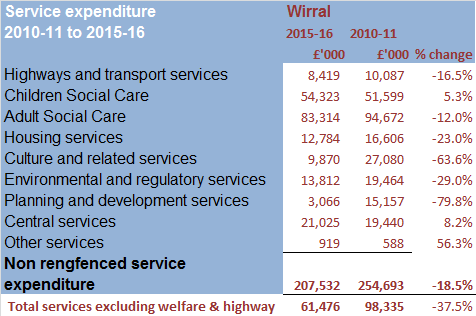 Service expenditure Wirral
2010-11 to 2015-16 2015-16 2010-11
£'000 £'000 % change
Highways and transport services 8,419 10,087 -16.5%
Children Social Care 54,323 51,599 5.3%
Adult Social Care 83,314 94,672 -12.0%
Housing services 12,784 16,606 -23.0%
Culture and related services 9,870 27,080 -63.6%
Environmental and regulatory services 13,812 19,464 -29.0%
Planning and development services 3,066 15,157 -79.8%
Central services 21,025 19,440 8.2%
Other services 919 588 56.3%
Non rengfenced service
expenditure 207,532 254,693 -18.5%
Total services excluding welfare & highway 61,476 98,335 -37.5%